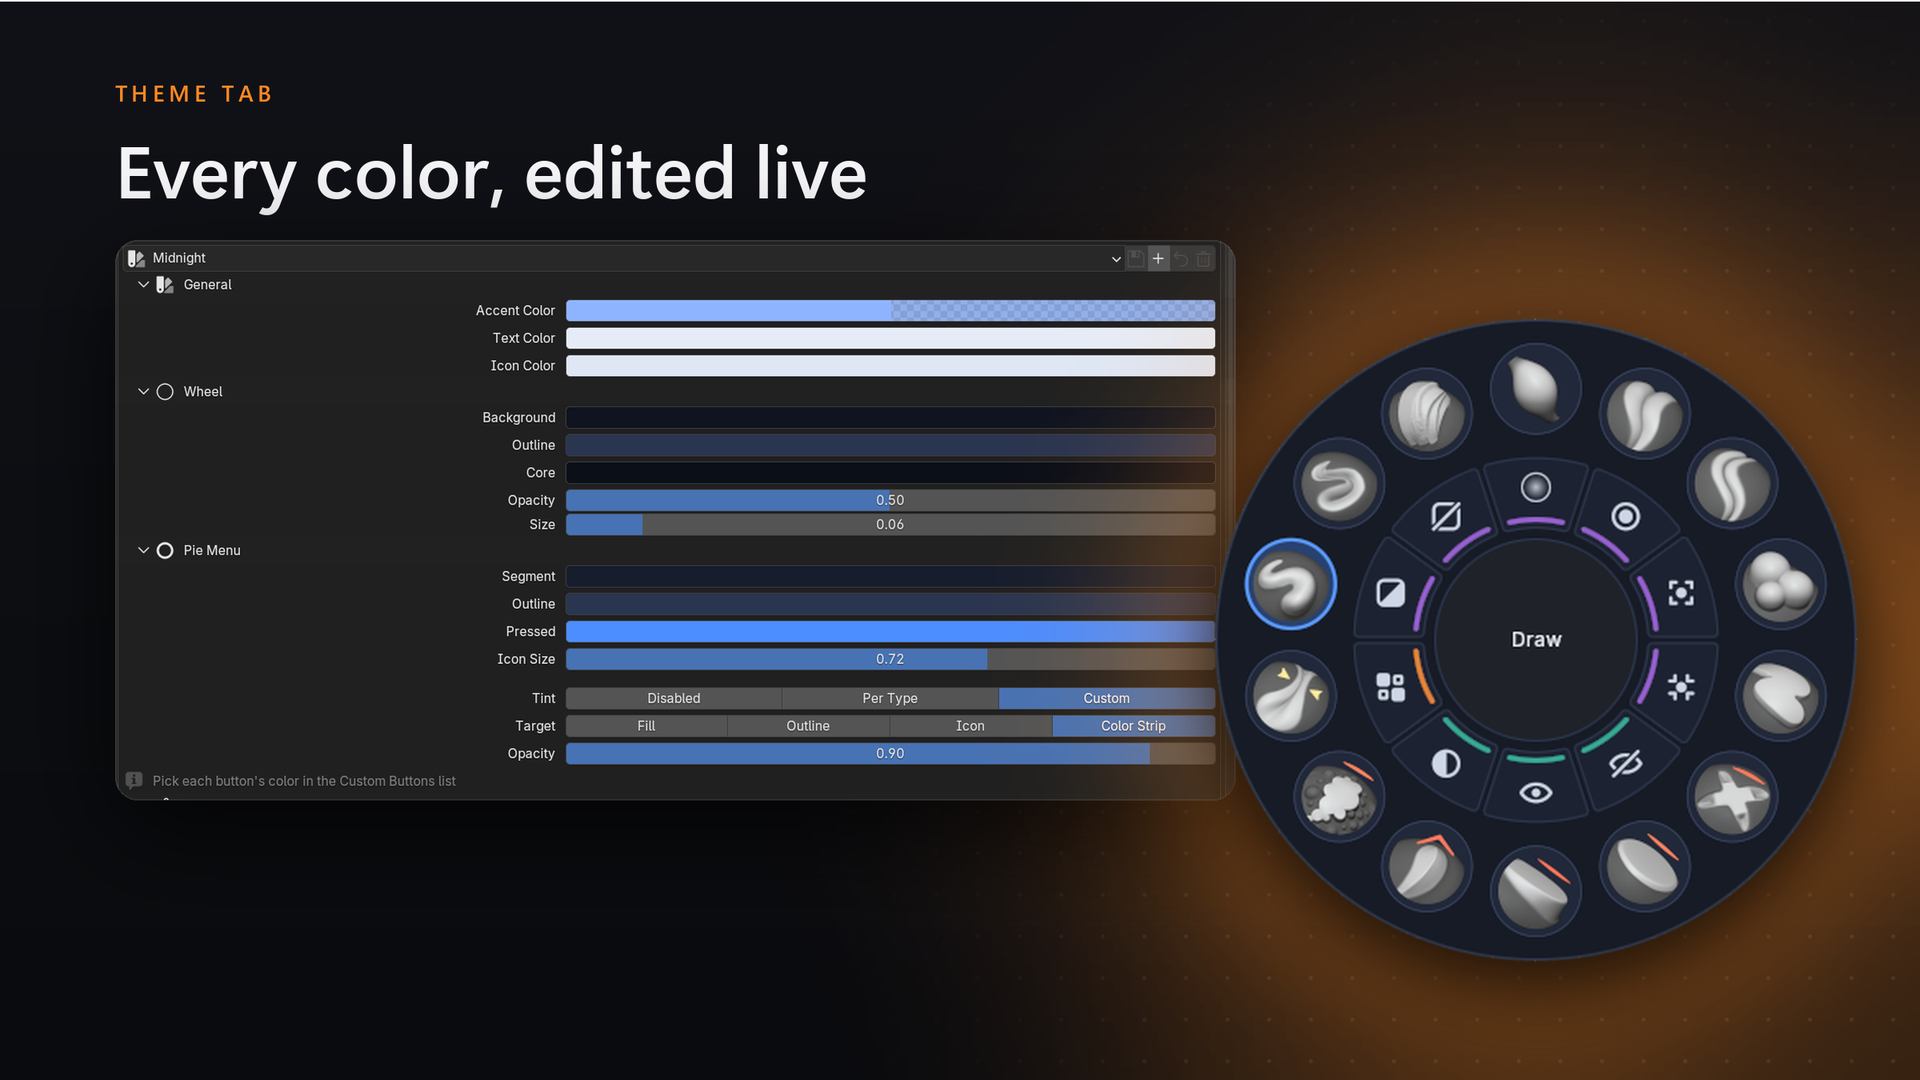 THEME TAB
Every color, edited live
Midnight
General
Accent Color
Text Color
Icon Color
Wheel
Background
Outline
Core
Opacity 0.50
Size 0.06
Pie Menu
Segment
Outline
Pressed
Icon Size 0.72
Tint Disabled Per Type Custom
Target Fill Outline Icon Color Strip
Opacity 0.90
Pick each button's color in the Custom Buttons list
Draw